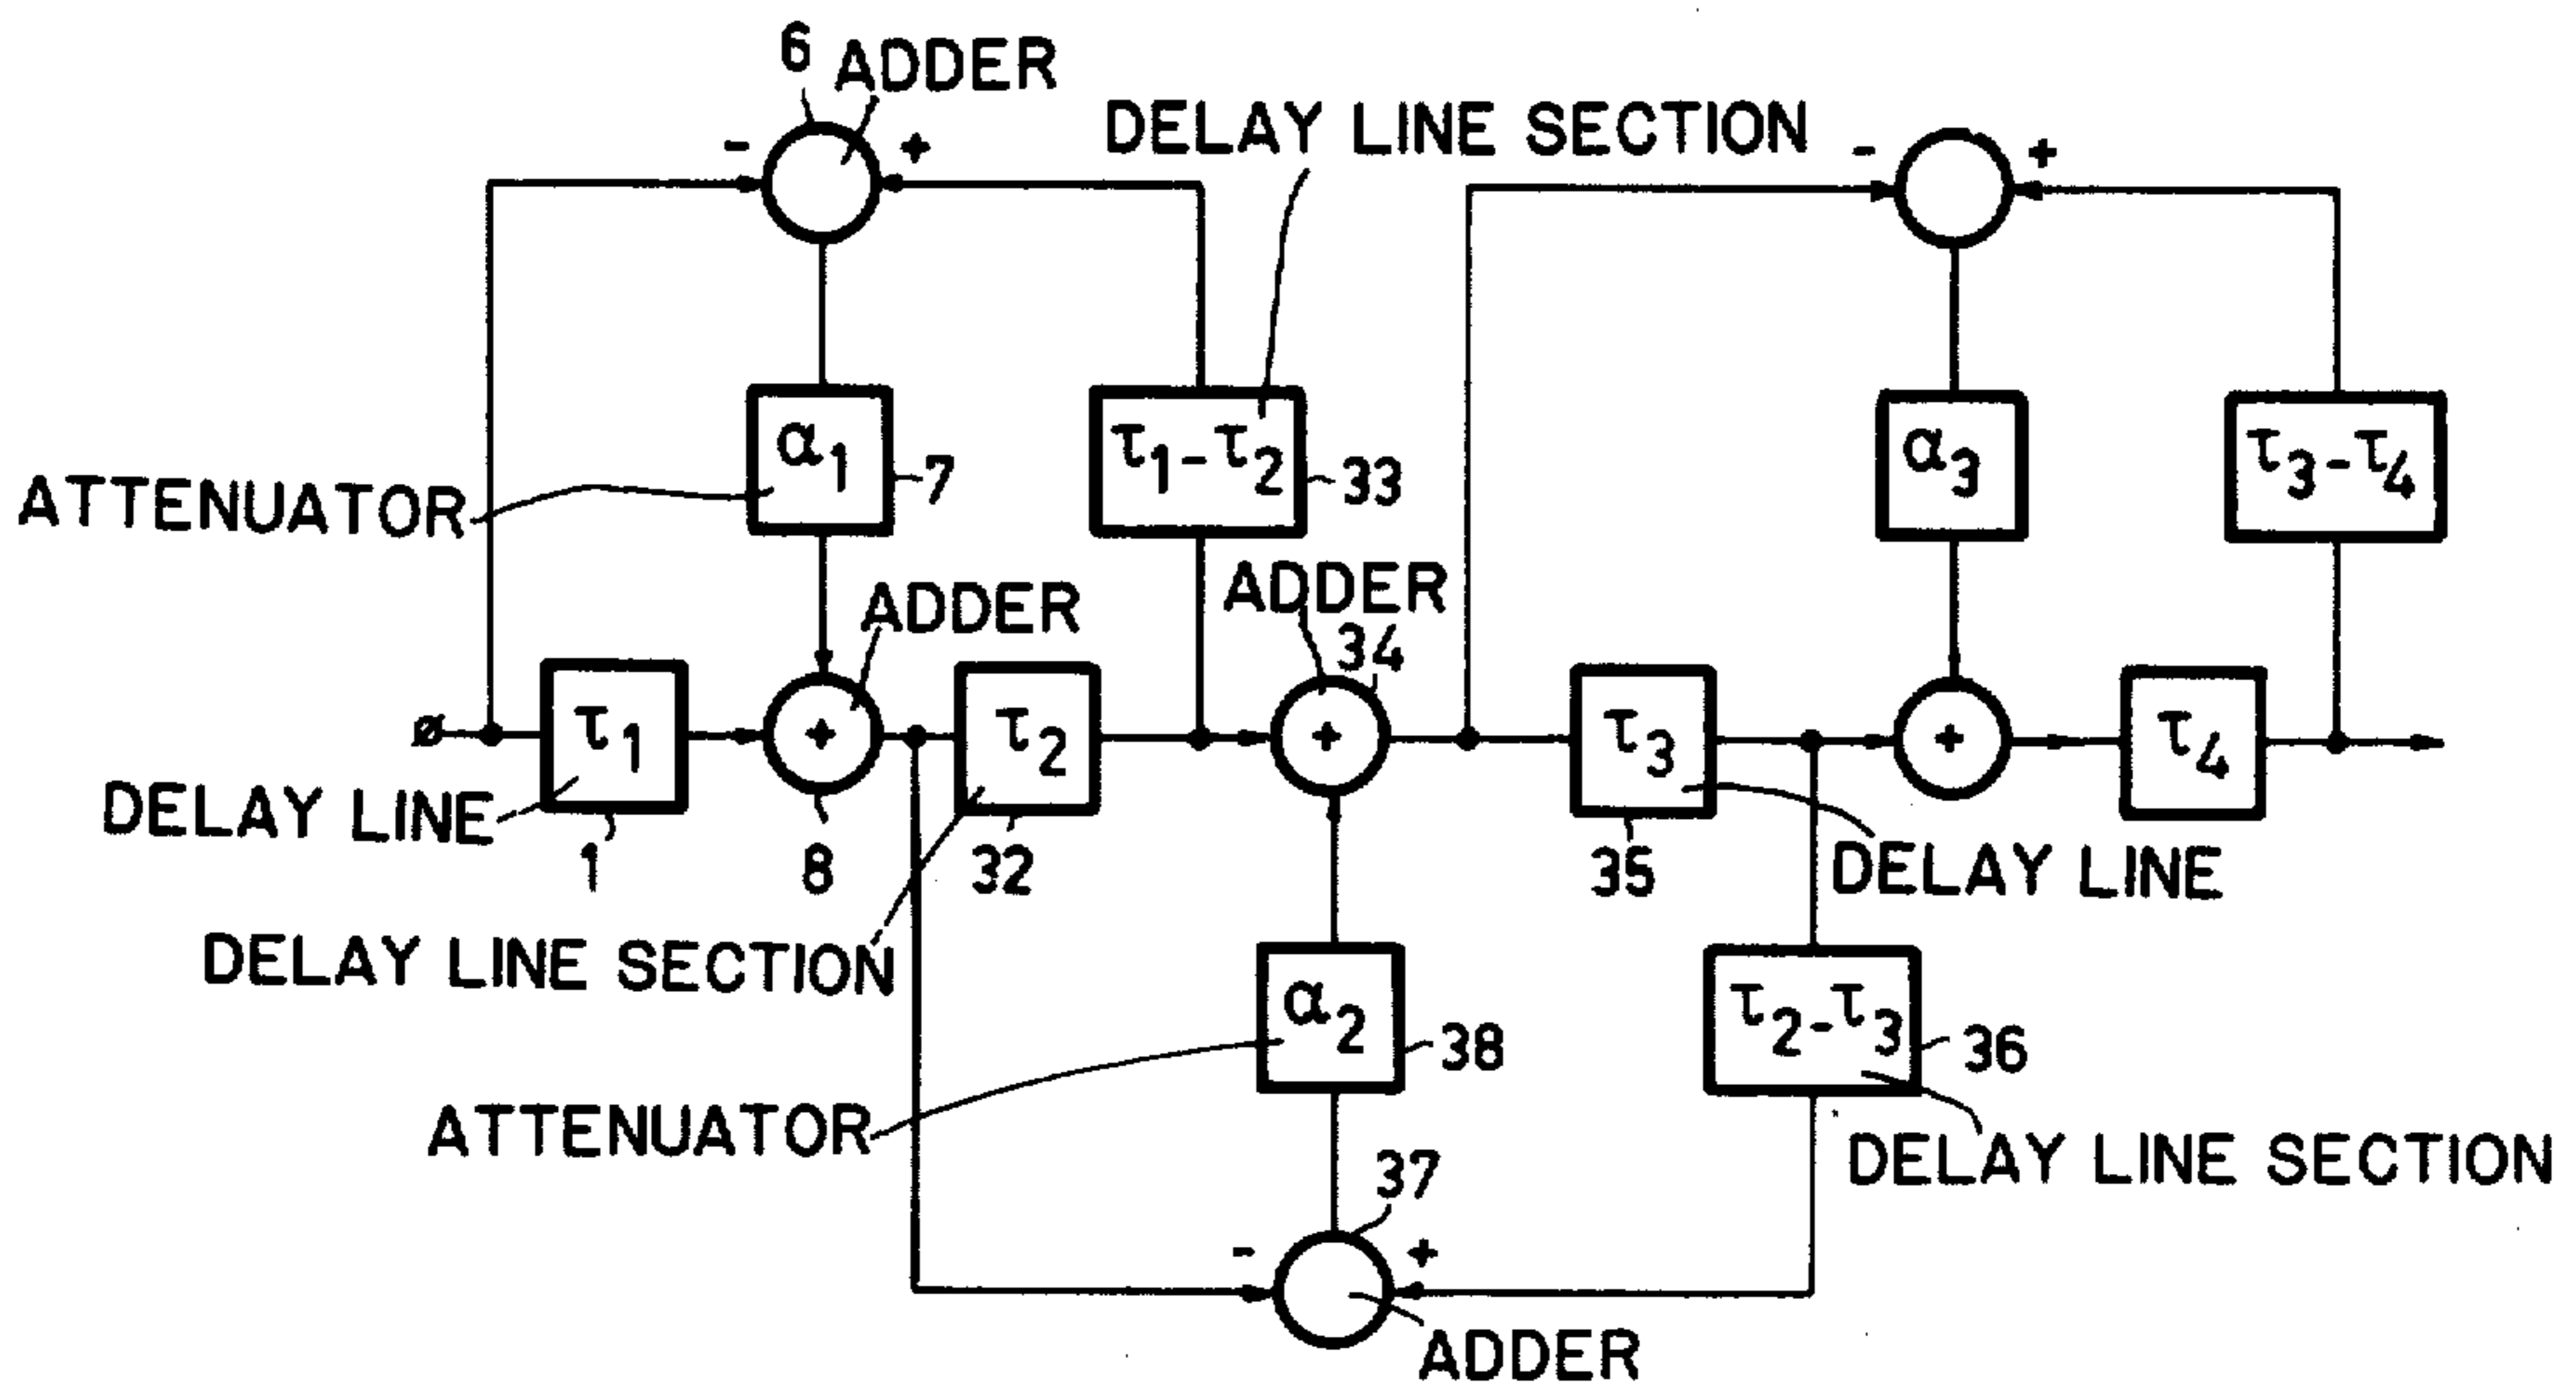 6 ADDER
- +
DELAY LINE SECTION
- +
ATTENUATOR
α1
7
τ1-τ2
33
α3
τ3-τ4
ADDER
ADDER
34
τ1
+
τ2
+
τ3
+
τ4
DELAY LINE
1
8
32
35
DELAY LINE
DELAY LINE SECTION
α2
38
τ2-τ3
36
ATTENUATOR
DELAY LINE SECTION
37
- +
ADDER